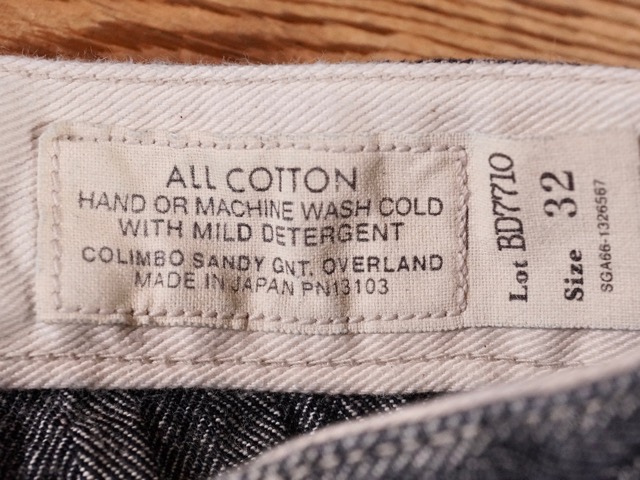 ALL COTTON
HAND OR MACHINE WASH COLD
WITH MILD DETERGENT
COLIMBO SANDY GNT. OVERLAND
MADE IN JAPAN PN13103
Lot BD7710
Size 32
SGA66-1326567